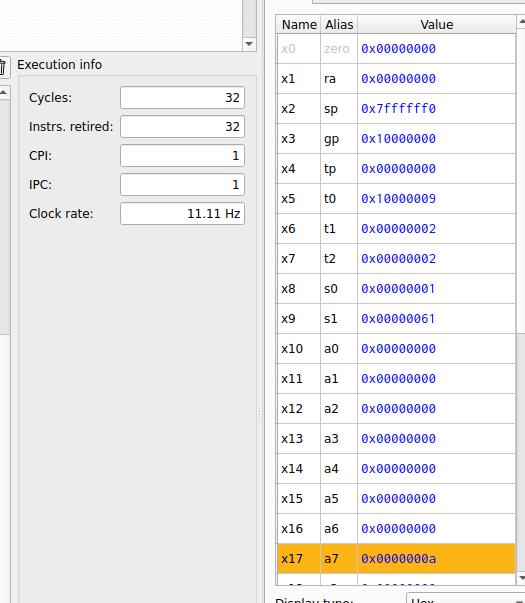 Execution info
Cycles: 32
Instrs. retired: 32
CPI: 1
IPC: 1
Clock rate: 11.11 Hz
Name Alias Value
x0 zero 0x00000000
x1 ra 0x00000000
x2 sp 0x7ffffff0
x3 gp 0x10000000
x4 tp 0x00000000
x5 t0 0x10000009
x6 t1 0x00000002
x7 t2 0x00000002
x8 s0 0x00000001
x9 s1 0x00000061
x10 a0 0x00000000
x11 a1 0x00000000
x12 a2 0x00000000
x13 a3 0x00000000
x14 a4 0x00000000
x15 a5 0x00000000
x16 a6 0x00000000
x17 a7 0x0000000a
Display type: Hex